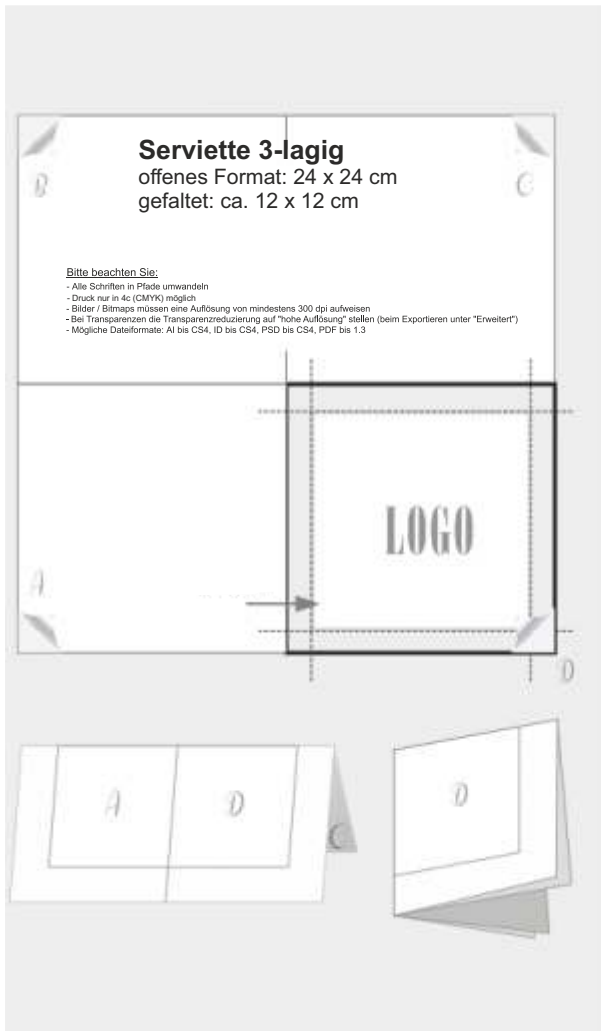 Serviette 3-lagig
offenes Format: 24 x 24 cm
gefaltet: ca. 12 x 12 cm
B
C
Bitte beachten Sie:
- Alle Schriften in Pfade umwandeln
- Druck nur in 4c (CMYK) möglich
- Bilder / Bitmaps müssen eine Auflösung von mindestens 300 dpi aufweisen
- Bei Transparenzen die Transparenzreduzierung auf "hohe Auflösung" stellen (beim Exportieren unter "Erweitert")
- Mögliche Dateiformate: AI bis CS4, ID bis CS4, PSD bis CS4, PDF bis 1.3
LOGO
A
D
A
D
C
D